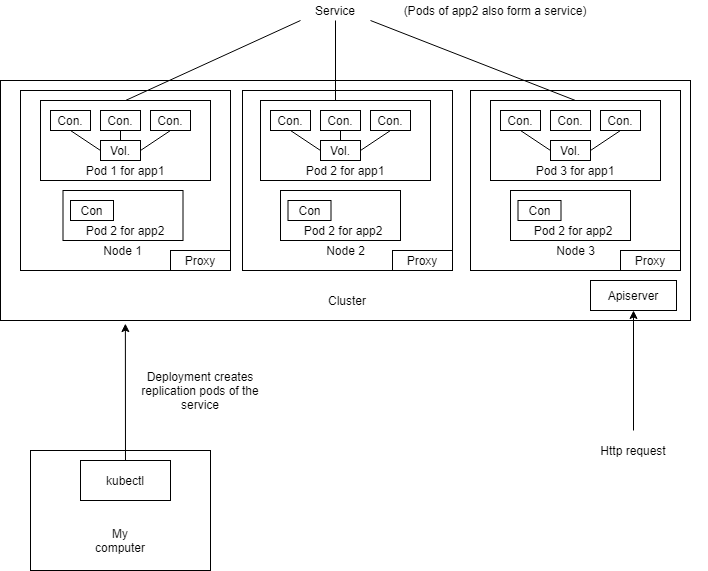 Service
(Pods of app2 also form a service)
Con. Con. Con.
Vol.
Pod 1 for app1
Con
Pod 2 for app2
Node 1
Proxy
Con. Con. Con.
Vol.
Pod 2 for app1
Con
Pod 2 for app2
Node 2
Proxy
Con. Con. Con.
Vol.
Pod 3 for app1
Con
Pod 2 for app2
Node 3
Proxy
Cluster
Apiserver
Deployment creates
replication pods of the
service
Http request
kubectl
My
computer